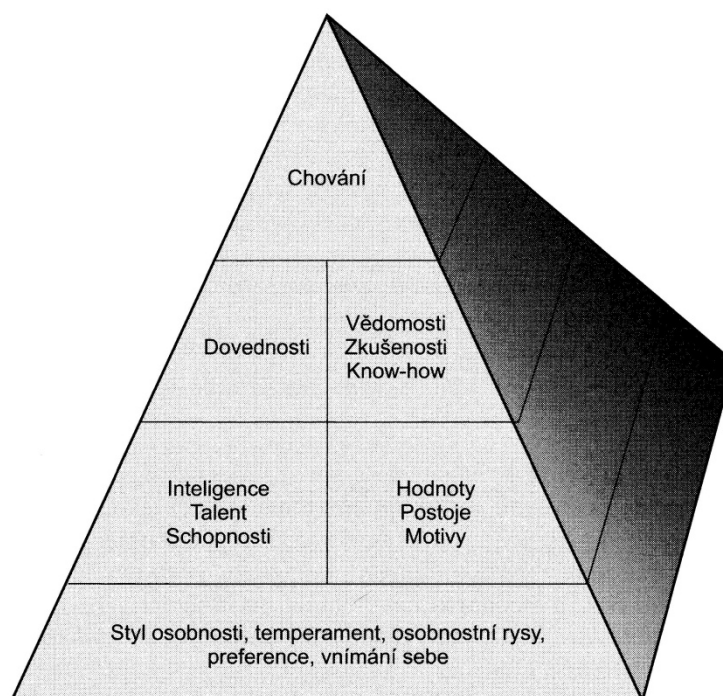 Chování
Dovednosti
Vědomosti
Zkušenosti
Know-how
Inteligence
Talent
Schopnosti
Hodnoty
Postoje
Motivy
Styl osobnosti, temperament, osobnostní rysy,
preference, vnímání sebe